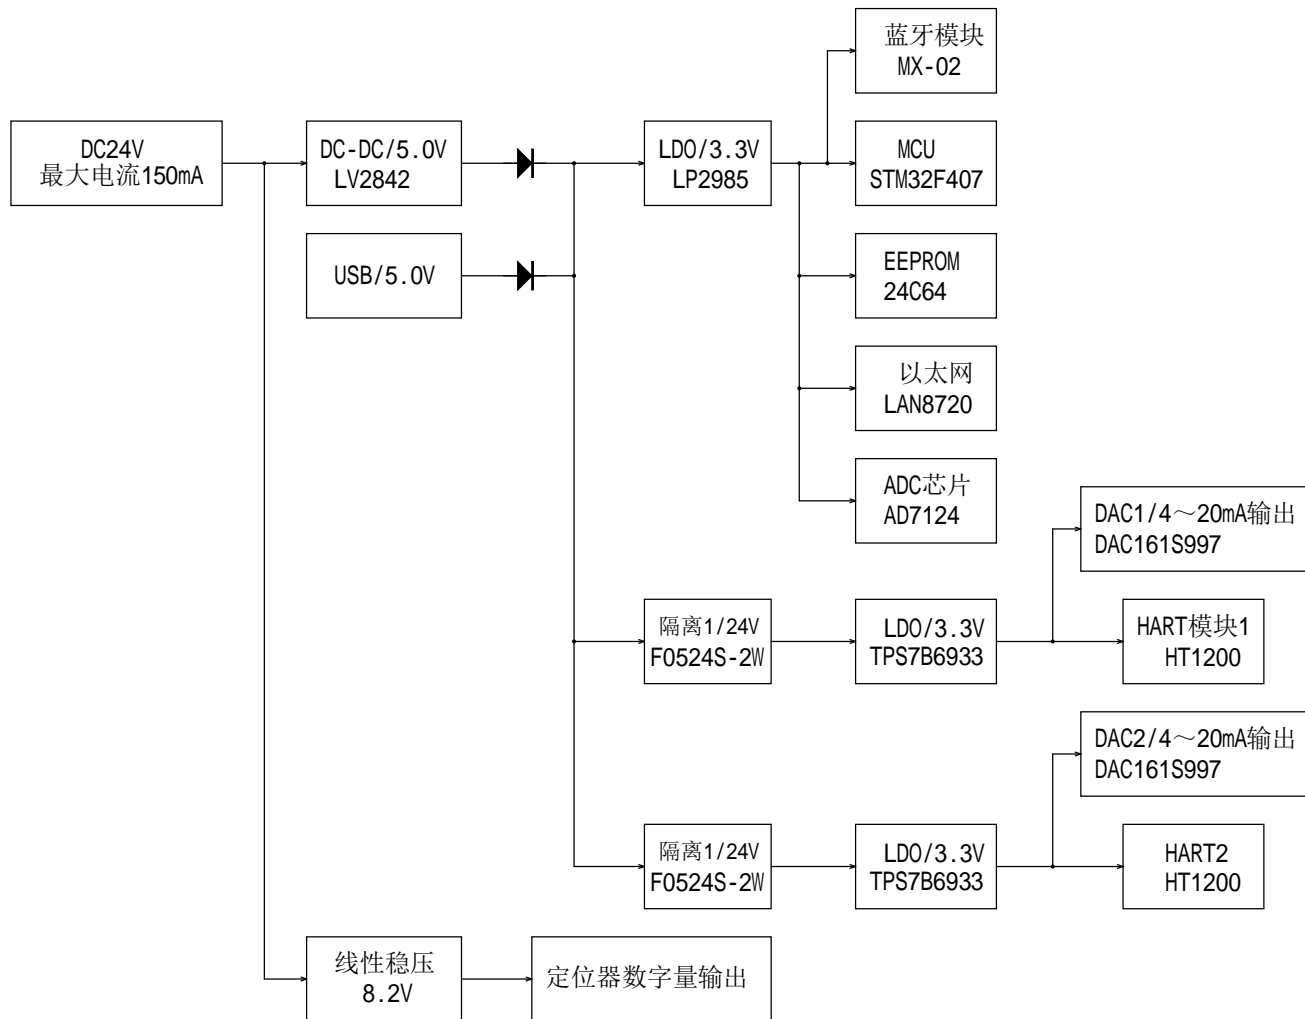 蓝牙模块
MX-02
DC24V
最大电流150mA
DC-DC/5.0V
LV2842
LDO/3.3V
LP2985
MCU
STM32F407
USB/5.0V
EEPROM
24C64
以太网
LAN8720
ADC芯片
AD7124
DAC1/4～20mA输出
DAC161S997
隔离1/24V
F0524S-2W
LDO/3.3V
TPS7B6933
HART模块1
HT1200
DAC2/4～20mA输出
DAC161S997
隔离1/24V
F0524S-2W
LDO/3.3V
TPS7B6933
HART2
HT1200
线性稳压
8.2V
定位器数字量输出